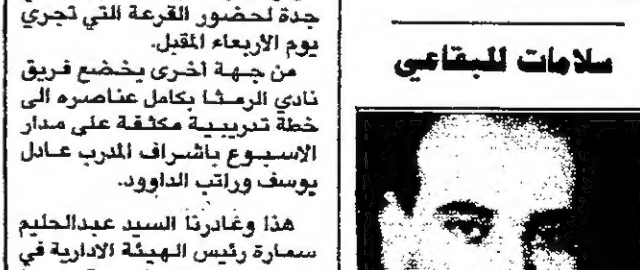 جدة لحضور القرعة التي تجري
يوم الاربعاء المقبل.
من جهة أخرى يخضع فريق
نادي الرمثا بكامل عناصره الى
خطة تدريبية مكثفة على مدار
الاسبوع باشراف المدرب عادل
يوسف وراتب الداوود.
هذا وغادرنا السيد عبدالحليم
سمارة رئيس الهيئة الادارية في
سلامات للبقاعي